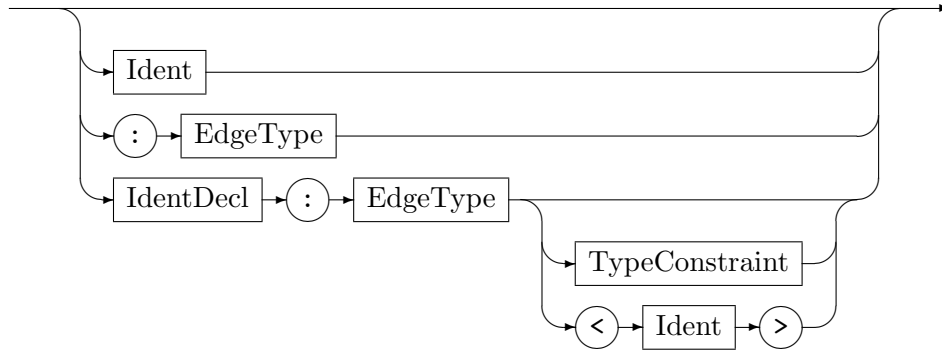 Ident
: EdgeType
IdentDecl : EdgeType
TypeConstraint
< Ident >